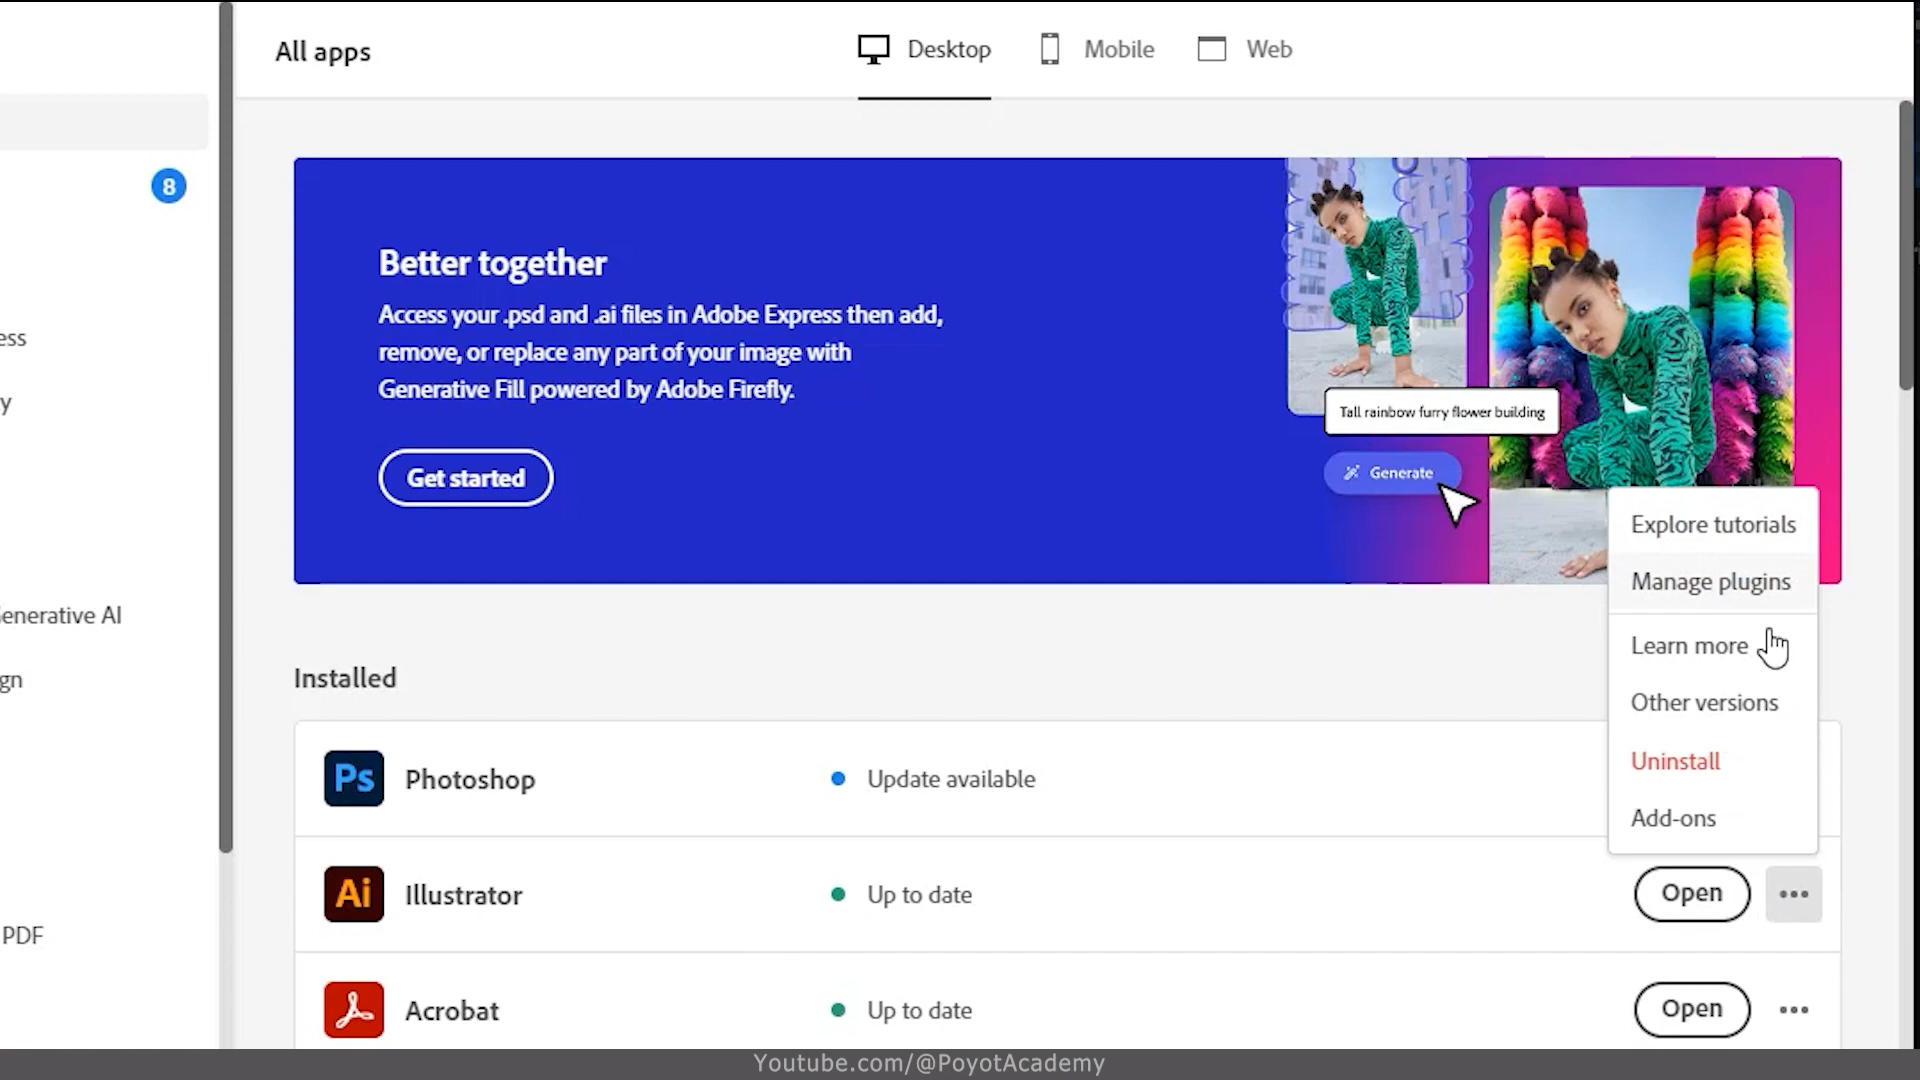 All apps
Desktop
Mobile
Web
8
ess
y
enerative AI
gn
PDF
Better together
Access your .psd and .ai files in Adobe Express then add,
remove, or replace any part of your image with
Generative Fill powered by Adobe Firefly.
Get started
Tall rainbow furry flower building
Generate
Explore tutorials
Manage plugins
Learn more
Other versions
Uninstall
Add-ons
Installed
Ps Photoshop Update available
Ai Illustrator Up to date Open
Acrobat Up to date Open
Youtube.com/@PoyotAcademy